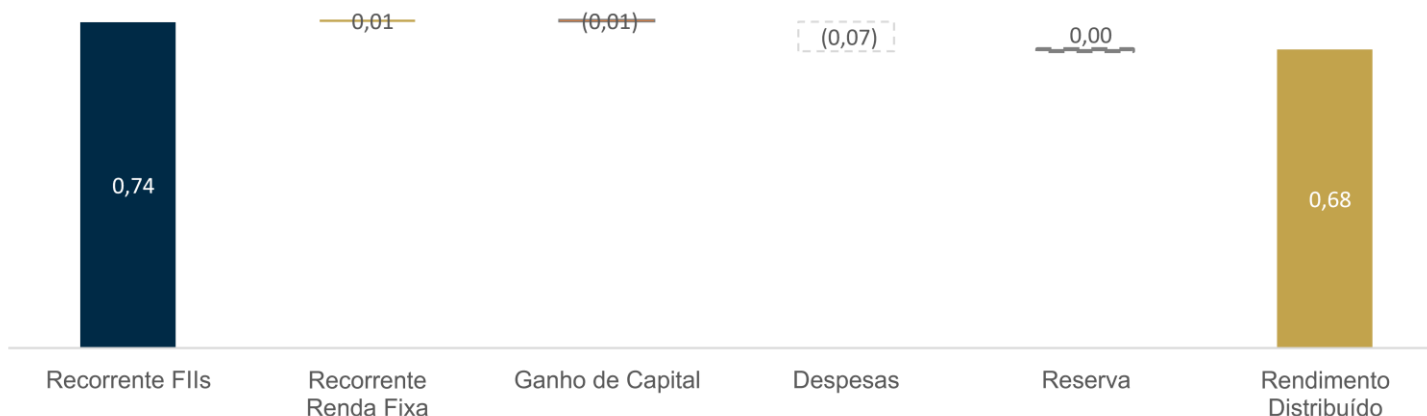 0,01
(0,01)
(0,07)
0,00
0,74
0,68
Recorrente FIIs
Recorrente
Renda Fixa
Ganho de Capital
Despesas
Reserva
Rendimento
Distribuído